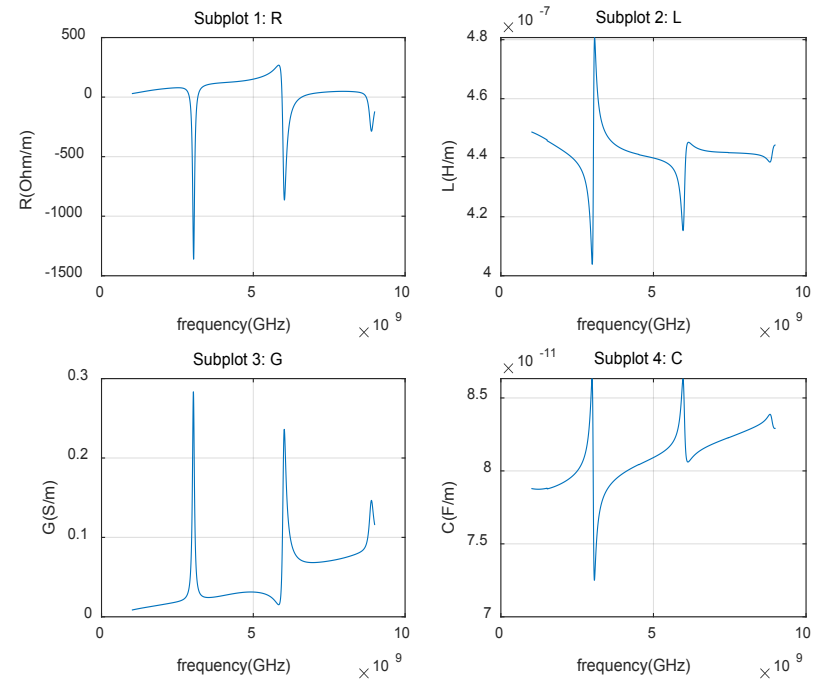 Subplot 1: R
500
0
-500
-1000
-1500
R(Ohm/m)
0
5
10
frequency(GHz)
× 10 9
Subplot 2: L
× 10 -7
4.8
4.6
4.4
4.2
4
L(H/m)
0
5
10
frequency(GHz)
× 10 9
Subplot 3: G
0.3
0.2
0.1
0
G(S/m)
0
5
10
frequency(GHz)
× 10 9
Subplot 4: C
× 10 -11
8.5
8
7.5
7
C(F/m)
0
5
10
frequency(GHz)
× 10 9